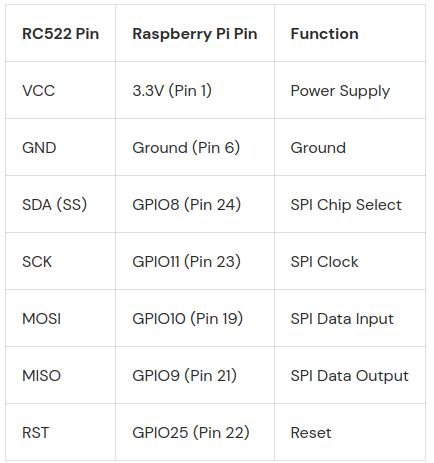 RC522 Pin Raspberry Pi Pin Function
VCC 3.3V (Pin 1) Power Supply
GND Ground (Pin 6) Ground
SDA (SS) GPIO8 (Pin 24) SPI Chip Select
SCK GPIO11 (Pin 23) SPI Clock
MOSI GPIO10 (Pin 19) SPI Data Input
MISO GPIO9 (Pin 21) SPI Data Output
RST GPIO25 (Pin 22) Reset